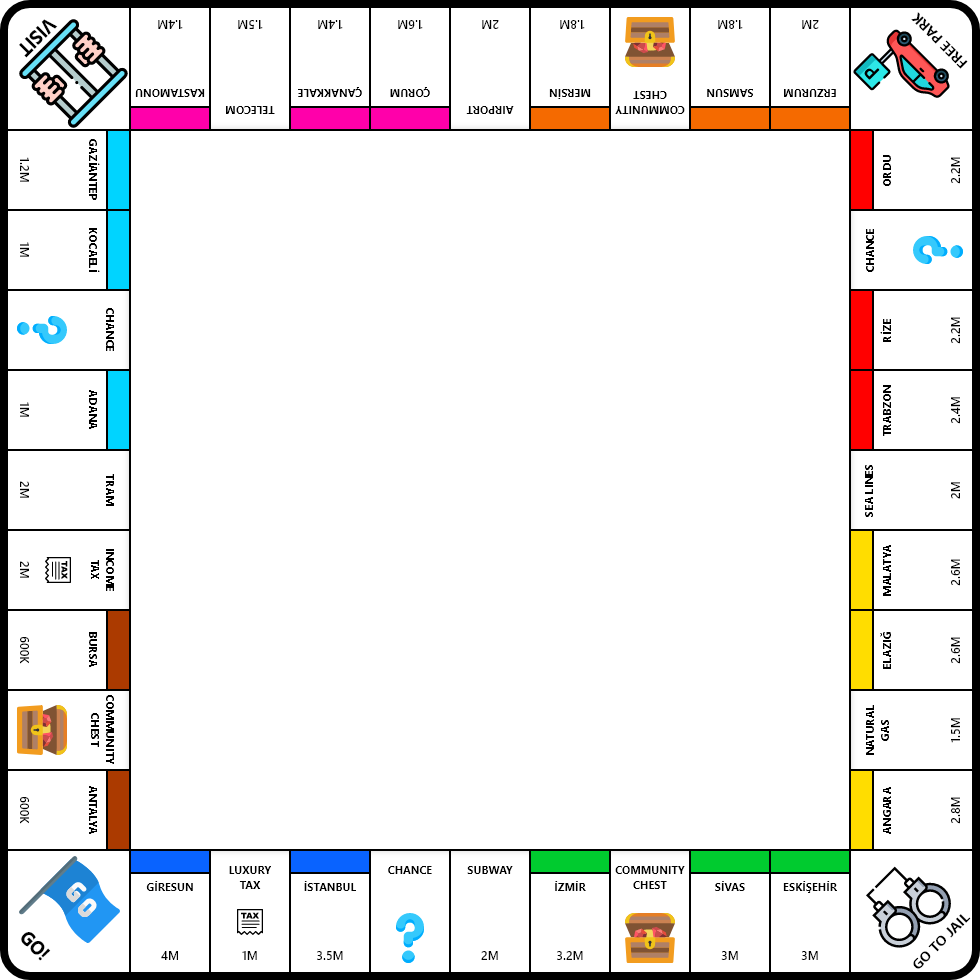 VISIT
1.4M
KASTAMONU
1.5M
TELECOM
1.4M
ÇANAKKALE
1.6M
ÇORUM
2M
AIRPORT
1.8M
MERSİN
COMMUNITY
CHEST
1.8M
SAMSUN
2M
ERZURUM
FREE PARK
P
ORDU
2.2M
CHANCE
?
RİZE
2.2M
TRABZON
2.4M
SEA LINES
2M
MALATYA
2.6M
ELAZIĞ
2.6M
NATURAL
GAS
1.5M
ANGARA
2.8M
GO TO JAIL
ESKİŞEHİR
3M
SİVAS
3M
COMMUNITY
CHEST
İZMİR
3.2M
SUBWAY
2M
CHANCE
?
İSTANBUL
3.5M
LUXURY
TAX
TAX
1M
GİRESUN
4M
GO
GO!
ANTALYA
600K
COMMUNITY
CHEST
BURSA
600K
INCOME
TAX
TAX
2M
TRAM
2M
ADANA
1M
CHANCE
?
KOCAELİ
1M
GAZİANTEP
1.2M